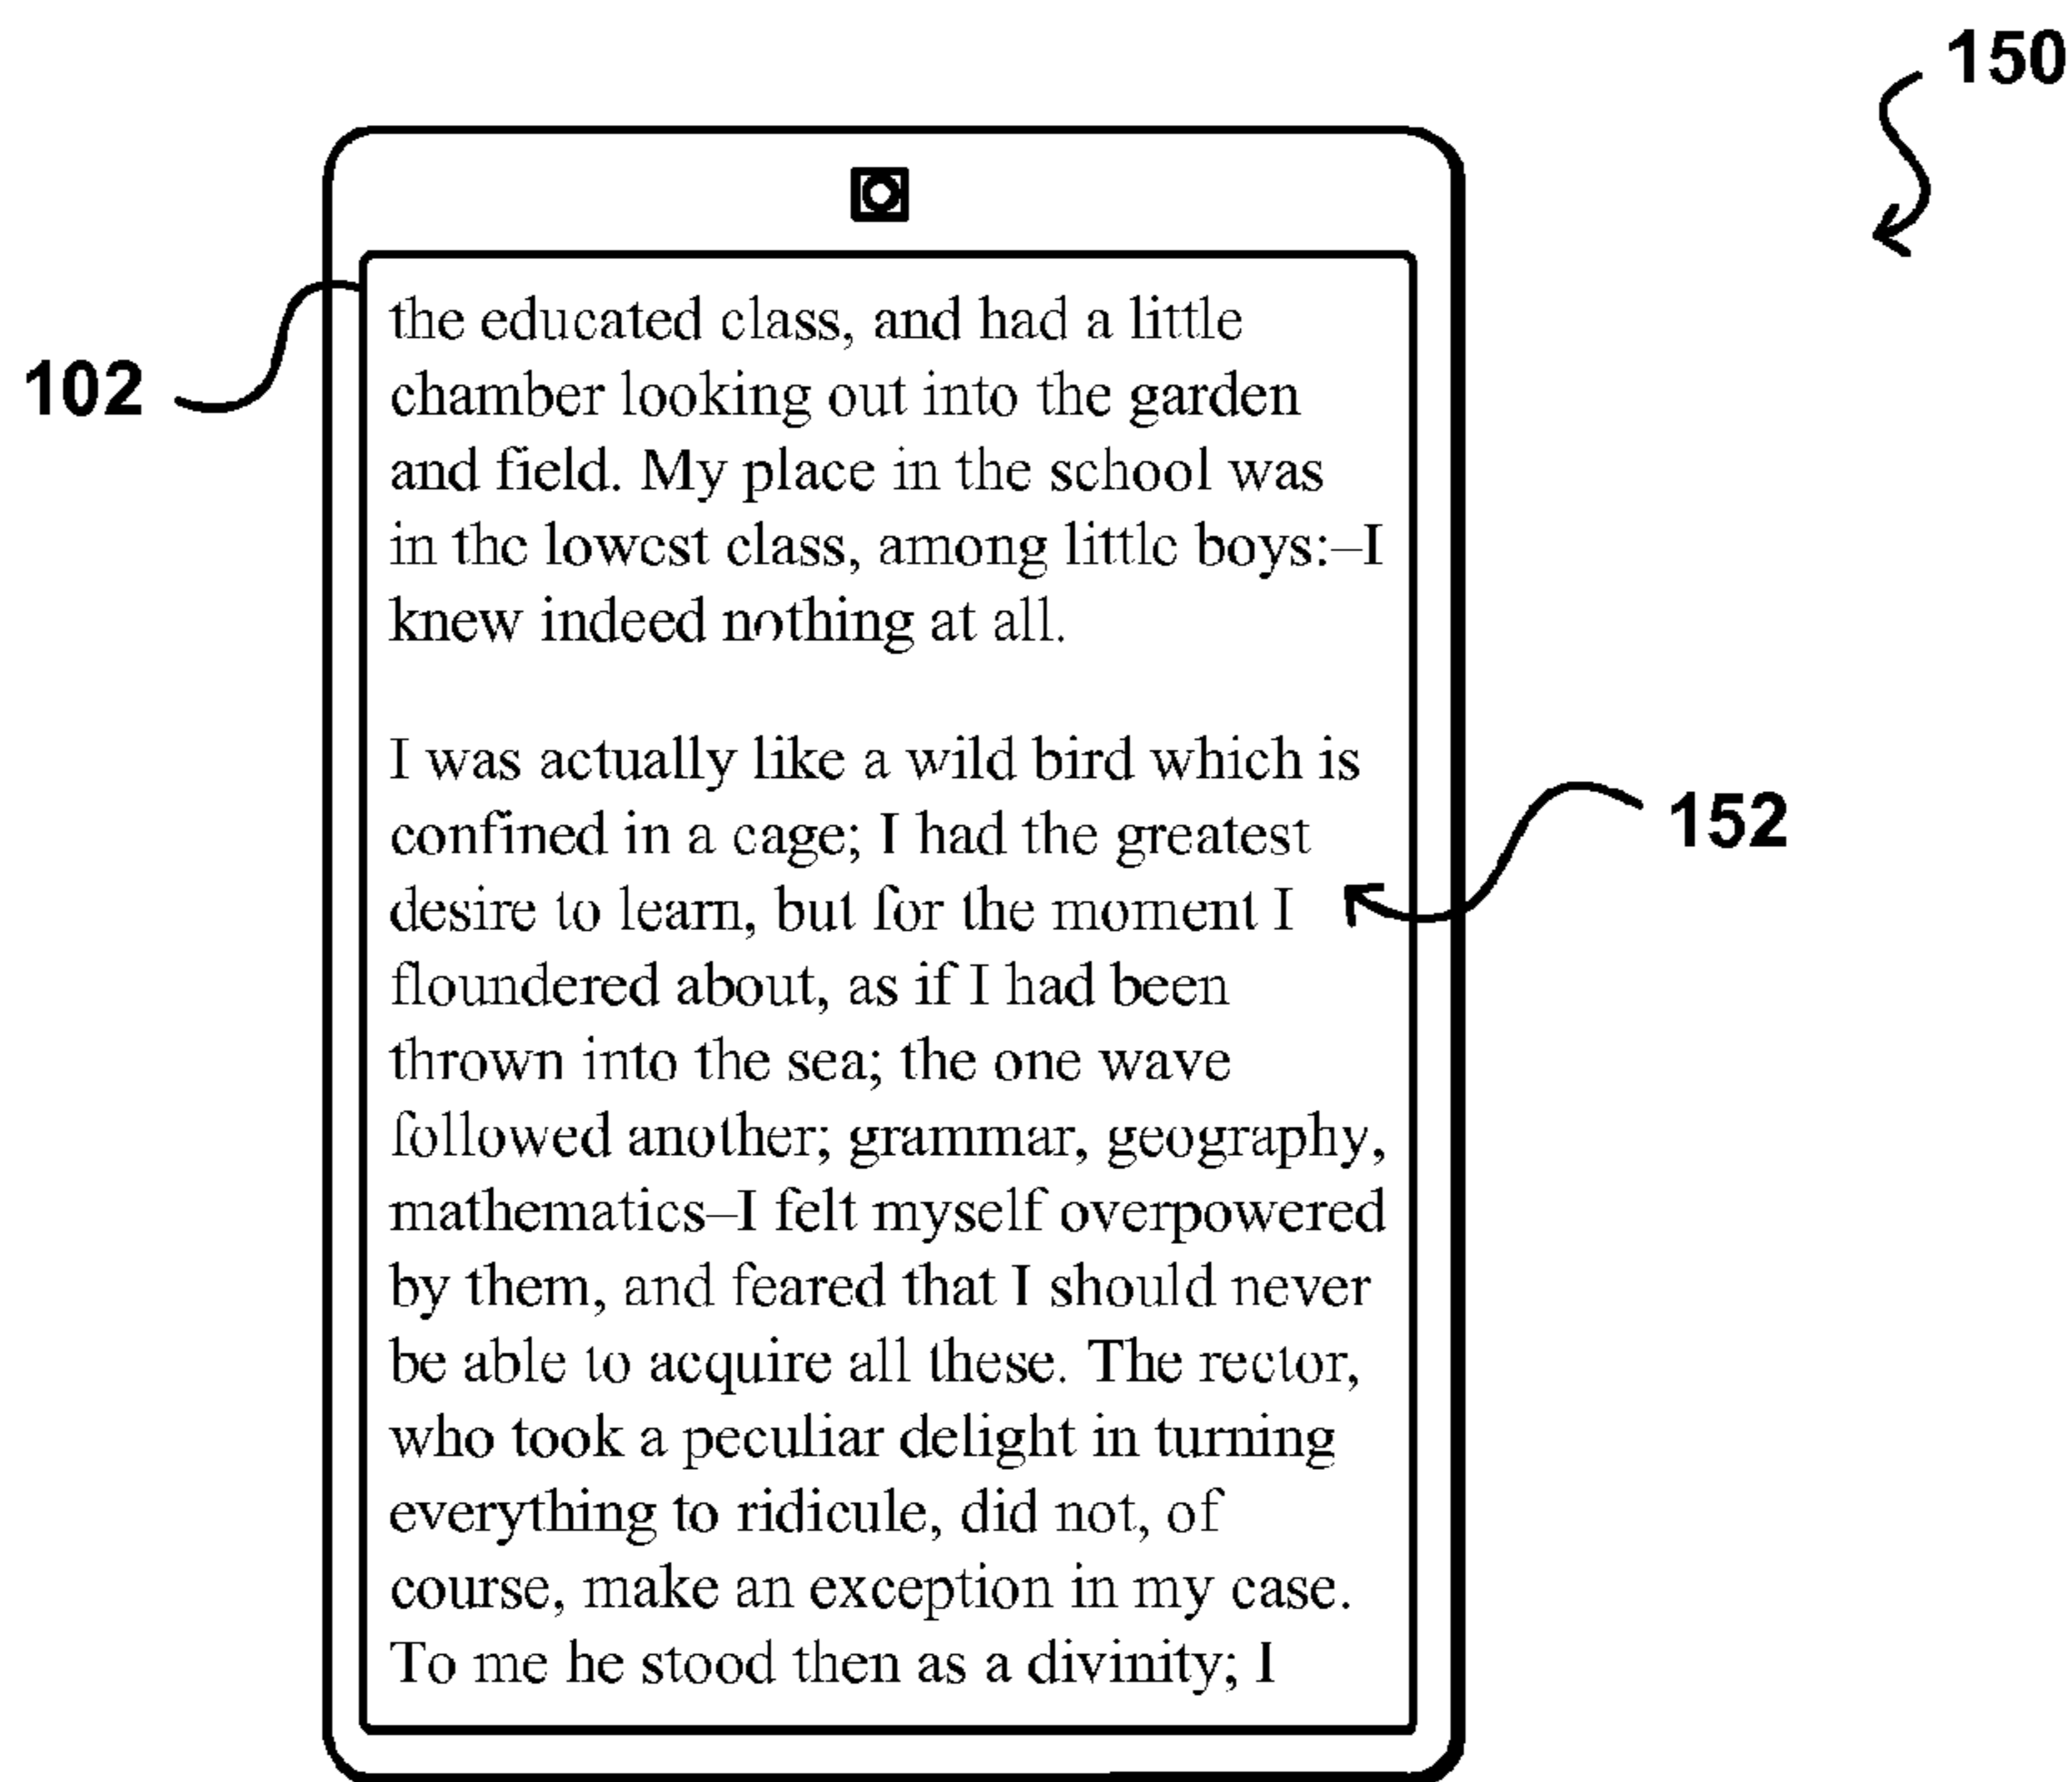 150
102
the educated class, and had a little
chamber looking out into the garden
and field. My place in the school was
in the lowest class, among little boys:–I
knew indeed nothing at all.
I was actually like a wild bird which is
confined in a cage; I had the greatest
desire to learn, but for the moment I
floundered about, as if I had been
thrown into the sea; the one wave
followed another; grammar, geography,
mathematics–I felt myself overpowered
by them, and feared that I should never
be able to acquire all these. The rector,
who took a peculiar delight in turning
everything to ridicule, did not, of
course, make an exception in my case.
To me he stood then as a divinity; I
152